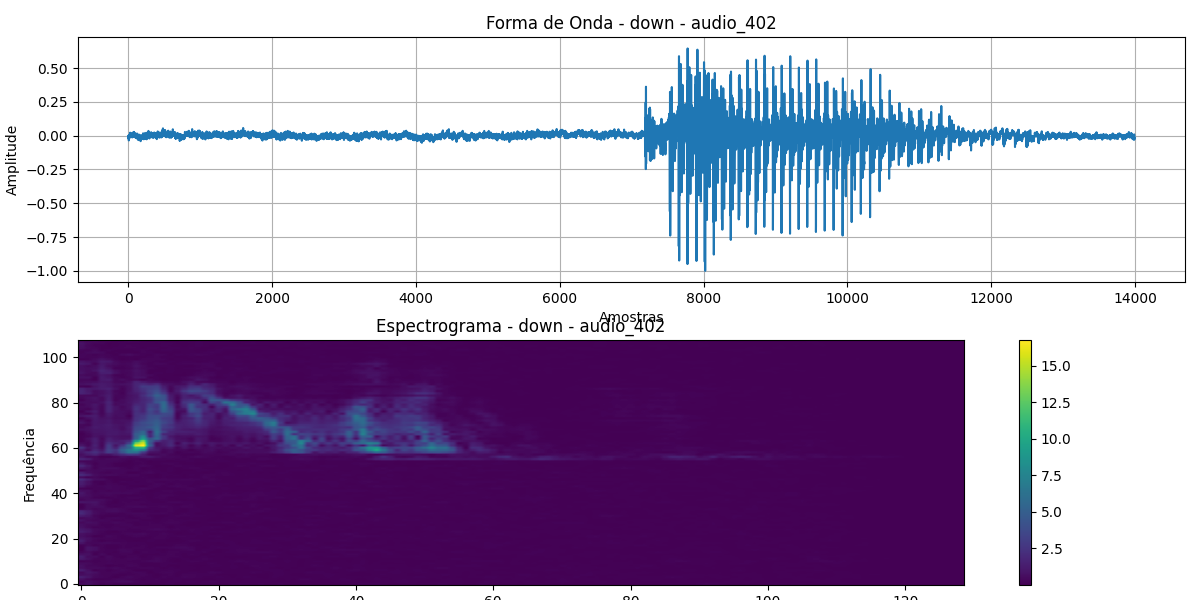 Forma de Onda - down - audio_402
0.50
0.25
0.00
−0.25
−0.50
−0.75
−1.00
Amplitude
0 2000 4000 6000 8000 10000 12000 14000
Amostras
Espectrograma - down - audio_402
100
80
60
40
20
0
Frequência
0 20 40 60 80 100 120
15.0
12.5
10.0
7.5
5.0
2.5